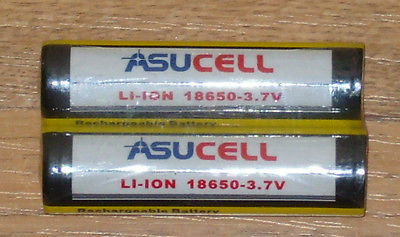 ASUCELL
LI-ION 18650-3.7V
Rechargeable Battery
ASUCELL
LI-ION 18650-3.7V
Rechargeable Battery